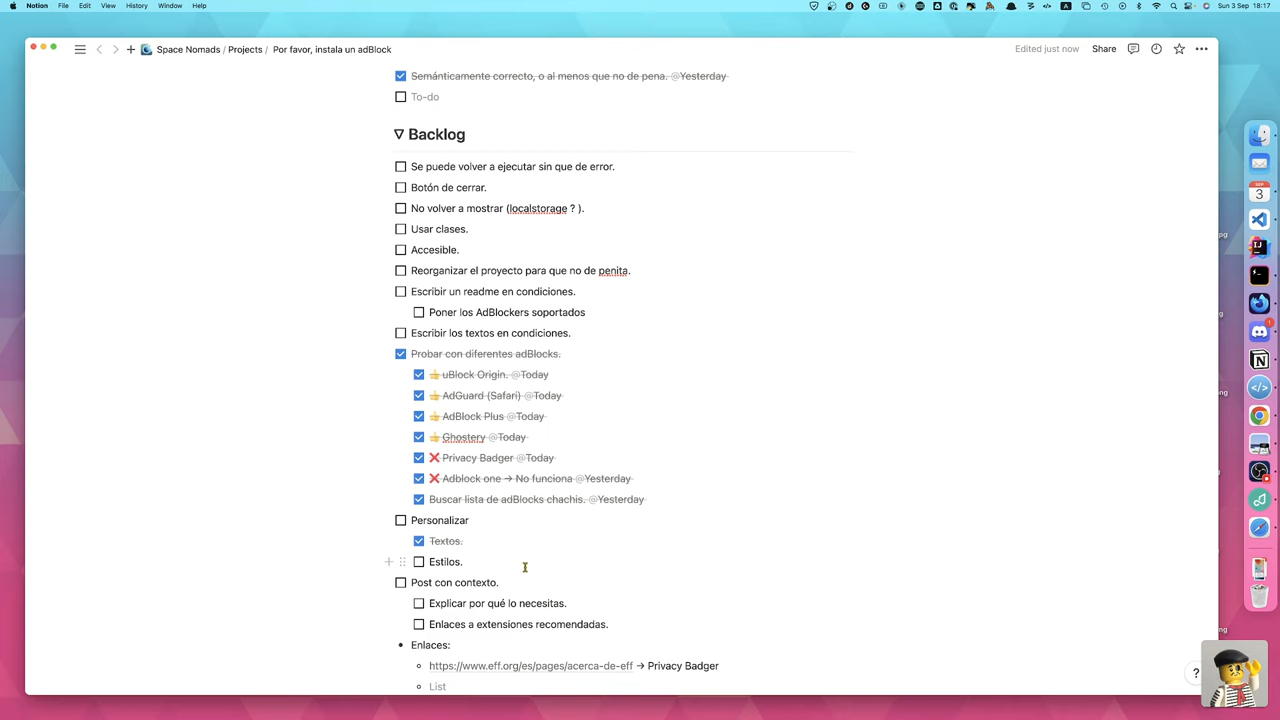 Notion File Edit View History Window Help Sun 3 Sep 18:17
Space Nomads / Projects / Por favor, instala un adBlock Edited just now Share
Semánticamente correcto, o al menos que no de pena. @Yesterday
To-do
Backlog
Se puede volver a ejecutar sin que de error.
Botón de cerrar.
No volver a mostrar (localstorage ? ).
Usar clases.
Accesible.
Reorganizar el proyecto para que no de penita.
Escribir un readme en condiciones.
Poner los AdBlockers soportados
Escribir los textos en condiciones.
Probar con diferentes adBlocks.
👍 uBlock Origin. @Today
👍 AdGuard (Safari) @Today
👍 AdBlock Plus @Today
👍 Ghostery @Today
❌ Privacy Badger @Today
❌ Adblock one → No funciona @Yesterday
Buscar lista de adBlocks chachis. @Yesterday
Personalizar
Textos.
Estilos.
Post con contexto.
Explicar por qué lo necesitas.
Enlaces a extensiones recomendadas.
Enlaces:
https://www.eff.org/es/pages/acerca-de-eff → Privacy Badger
List
?
SEP
3